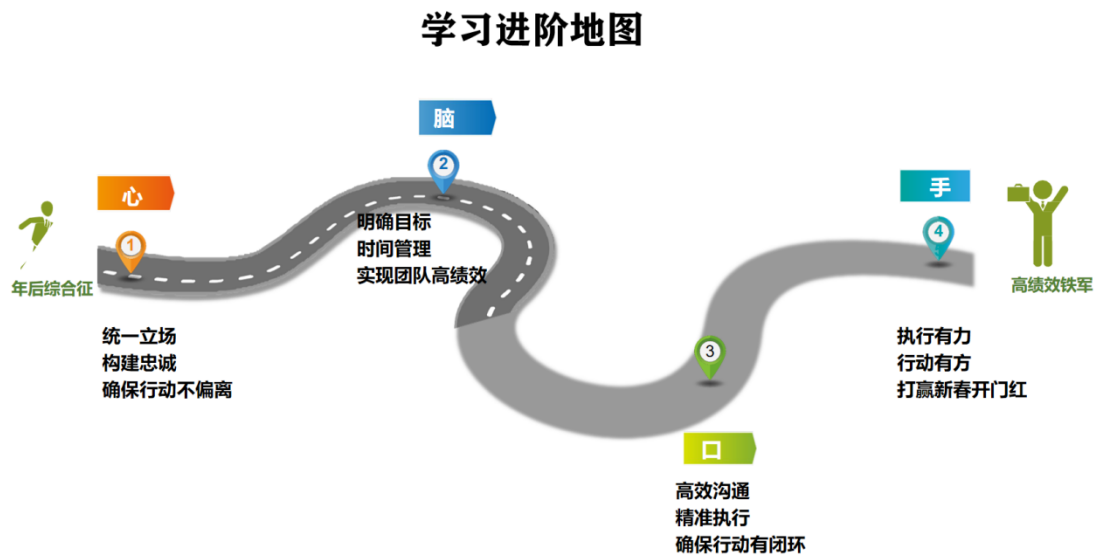 学习进阶地图
心
1
年后综合征
统一立场
构建忠诚
确保行动不偏离
脑
2
明确目标
时间管理
实现团队高绩效
3
口
高效沟通
精准执行
确保行动有闭环
手
4
高绩效铁军
执行有力
行动有方
打赢新春开门红